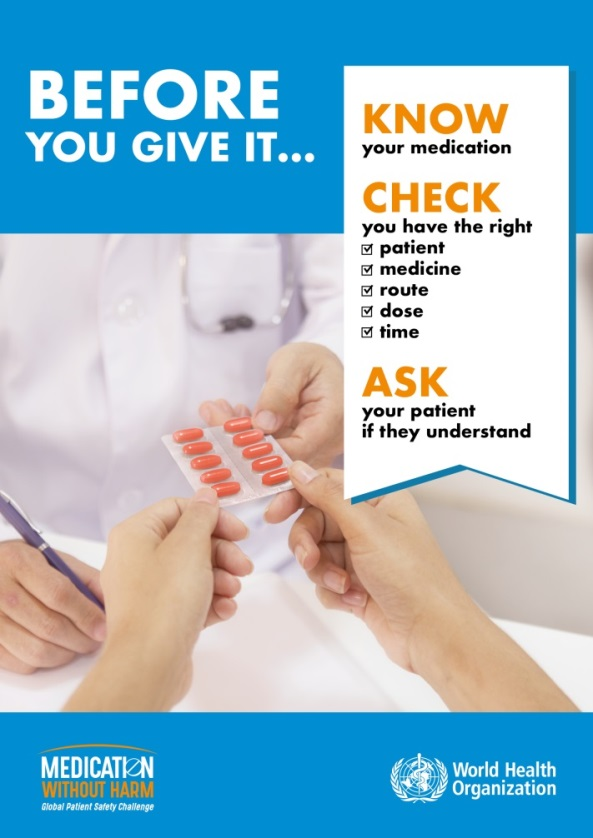 BEFORE
YOU GIVE IT...
KNOW
your medication
CHECK
you have the right
patient
medicine
route
dose
time
ASK
your patient
if they understand
MEDICATION
WITHOUT HARM
Global Patient Safety Challenge
World Health
Organization